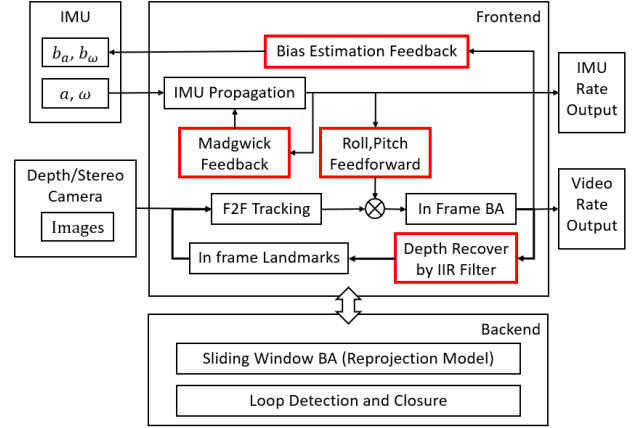 IMU
Frontend
𝑏𝑎, 𝑏𝜔
Bias Estimation Feedback
𝑎, 𝜔
IMU Propagation
IMU
Rate
Output
Madgwick
Feedback
Roll,Pitch
Feedforward
Depth/Stereo
Camera
Images
F2F Tracking
In Frame BA
Video
Rate
Output
In frame Landmarks
Depth Recover
by IIR Filter
Backend
Sliding Window BA (Reprojection Model)
Loop Detection and Closure